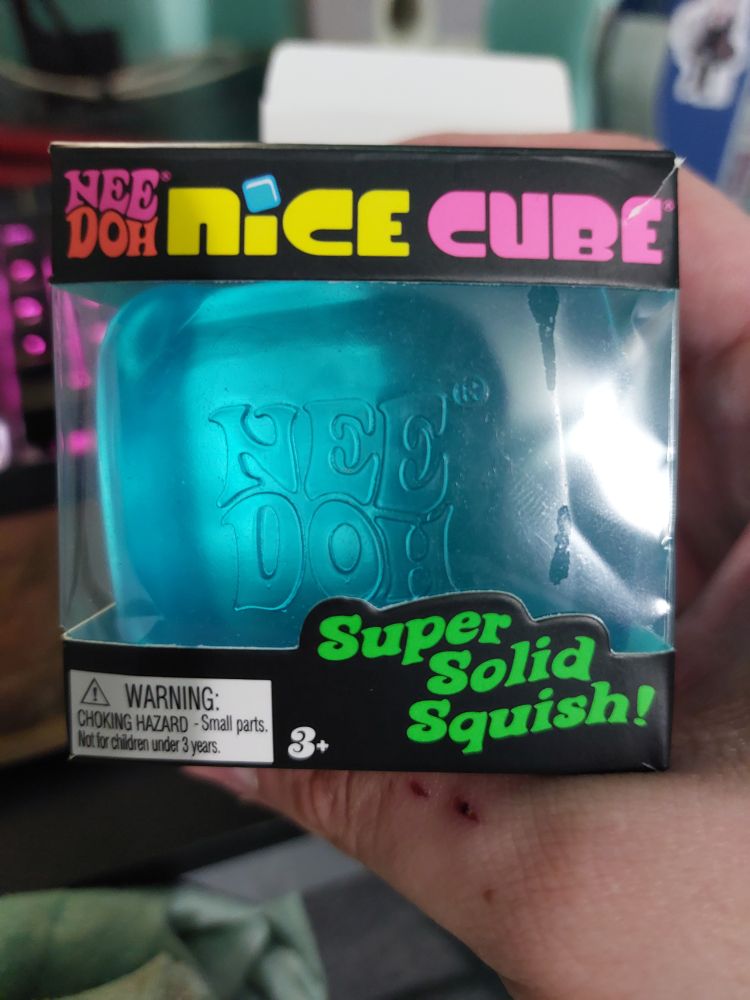 NEE® nice CUBE®
DOH
NEE®
DOH
Super
Solid
Squish!
WARNING:
CHOKING HAZARD - Small parts.
Not for children under 3 years.
3+